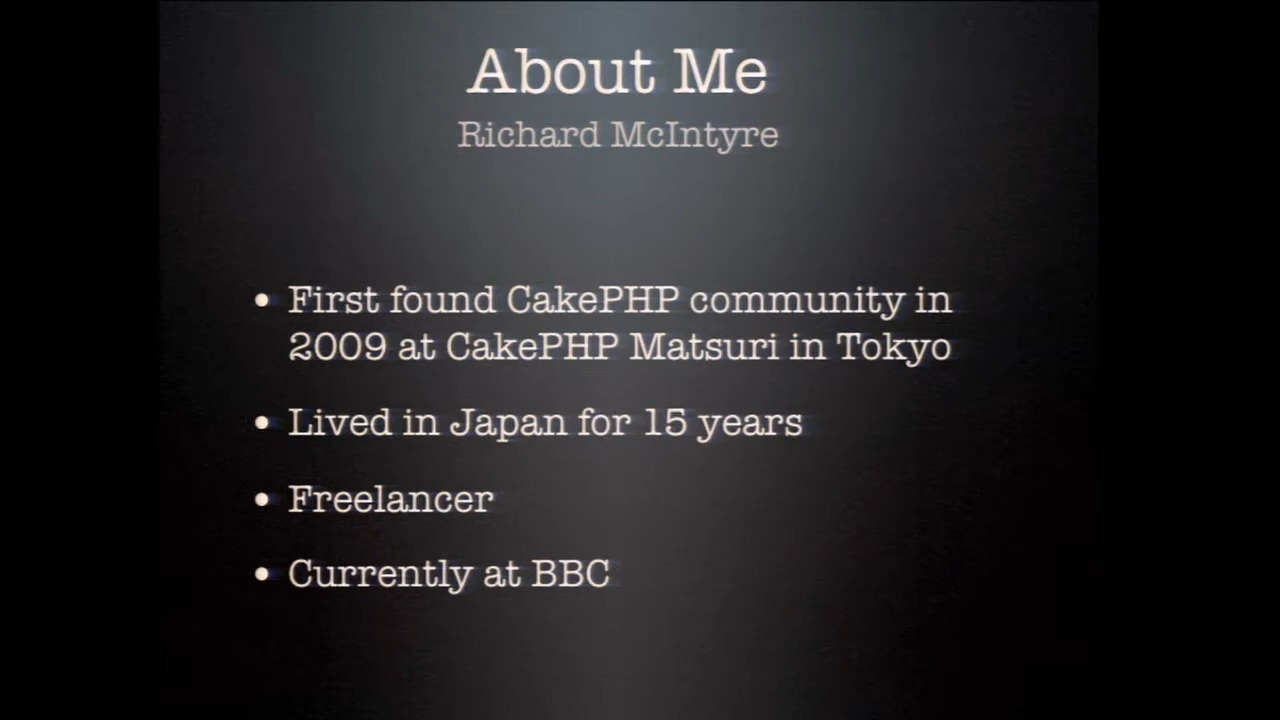 About Me
Richard McIntyre
• First found CakePHP community in
2009 at CakePHP Matsuri in Tokyo
• Lived in Japan for 15 years
• Freelancer
• Currently at BBC